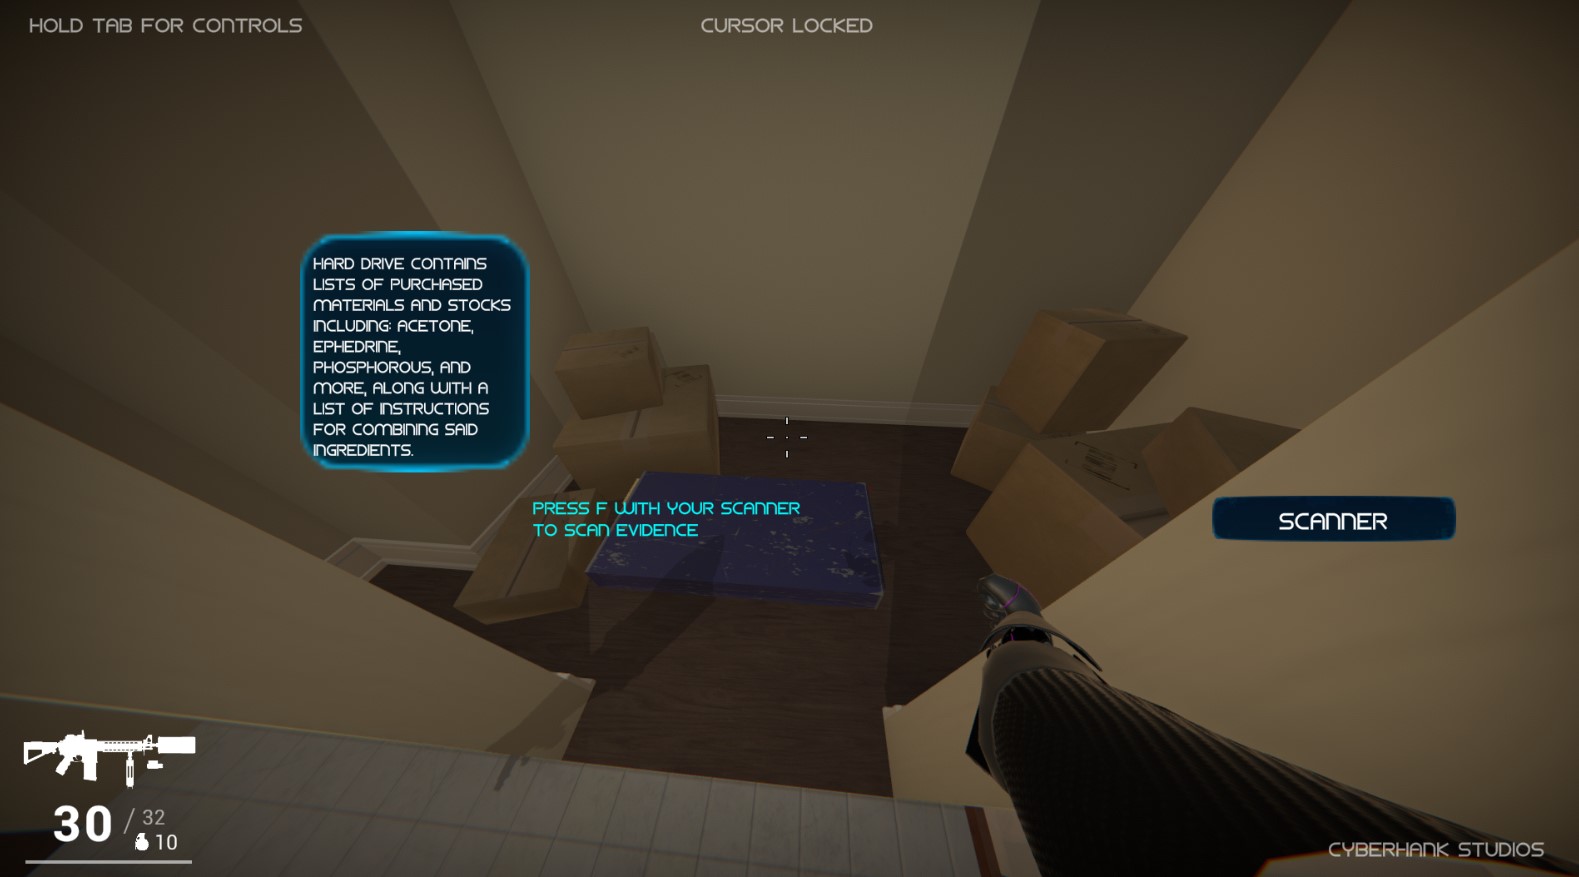 HOLD TAB FOR CONTROLS
CURSOR LOCKED
HARD DRIVE CONTAINS
LISTS OF PURCHASED
MATERIALS AND STOCKS
INCLUDING: ACETONE,
EPHEDRINE,
PHOSPHOROUS, AND
MORE, ALONG WITH A
LIST OF INSTRUCTIONS
FOR COMBINING SAID
INGREDIENTS.
PRESS F WITH YOUR SCANNER
TO SCAN EVIDENCE
SCANNER
30 / 32
10
CYBERHANK STUDIOS